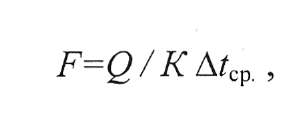 F=Q / K Δtср. ,